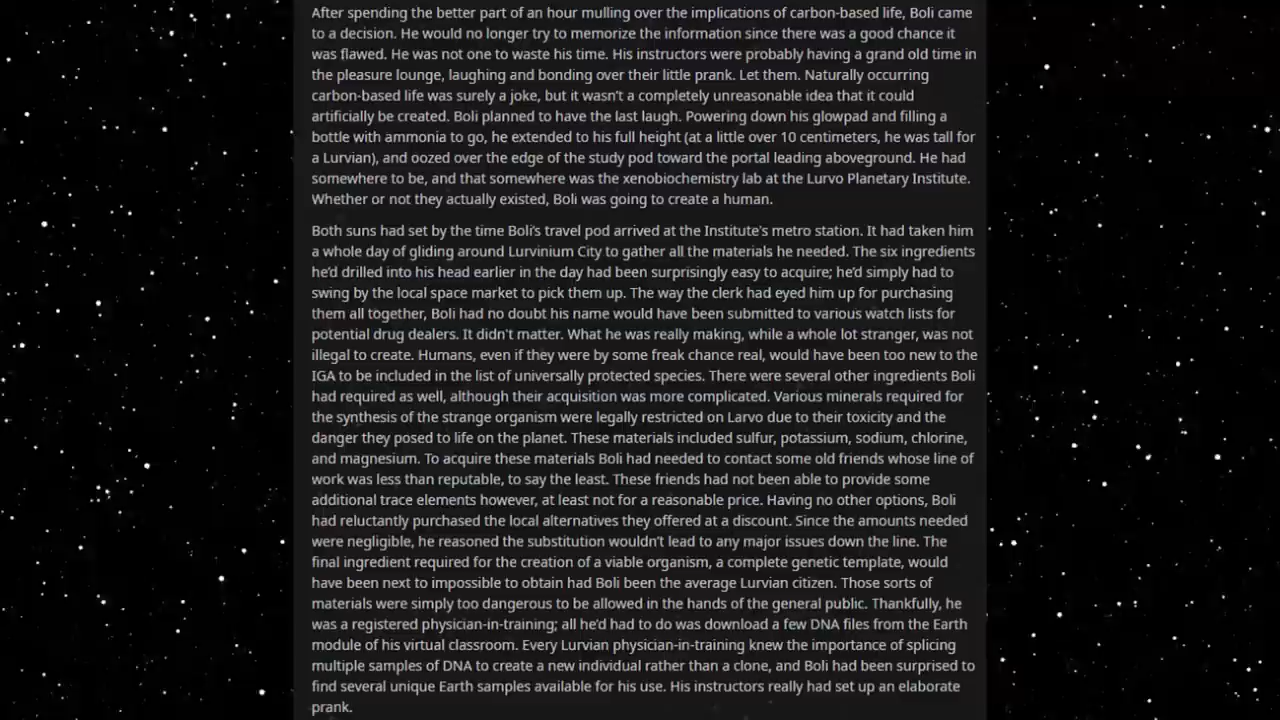 After spending the better part of an hour mulling over the implications of carbon-based life, Boli came
to a decision. He would no longer try to memorize the information since there was a good chance it
was flawed. He was not one to waste his time. His instructors were probably having a grand old time in
the pleasure lounge, laughing and bonding over their little prank. Let them. Naturally occurring
carbon-based life was surely a joke, but it wasn't a completely unreasonable idea that it could
artificially be created. Boli planned to have the last laugh. Powering down his glowpad and filling a
bottle with ammonia to go, he extended to his full height (at a little over 10 centimeters, he was tall for
a Lurvian), and oozed over the edge of the study pod toward the portal leading aboveground. He had
somewhere to be, and that somewhere was the xenobiochemistry lab at the Lurvo Planetary Institute.
Whether or not they actually existed, Boli was going to create a human.
Both suns had set by the time Boli's travel pod arrived at the Institute's metro station. It had taken him
a whole day of gliding around Lurvinium City to gather all the materials he needed. The six ingredients
he'd drilled into his head earlier in the day had been surprisingly easy to acquire; he'd simply had to
swing by the local space market to pick them up. The way the clerk had eyed him up for purchasing
them all together, Boli had no doubt his name would have been submitted to various watch lists for
potential drug dealers. It didn't matter. What he was really making, while a whole lot stranger, was not
illegal to create. Humans, even if they were by some freak chance real, would have been too new to the
IGA to be included in the list of universally protected species. There were several other ingredients Boli
had required as well, although their acquisition was more complicated. Various minerals required for
the synthesis of the strange organism were legally restricted on Larvo due to their toxicity and the
danger they posed to life on the planet. These materials included sulfur, potassium, sodium, chlorine,
and magnesium. To acquire these materials Boli had needed to contact some old friends whose line of
work was less than reputable, to say the least. These friends had not been able to provide some
additional trace elements however, at least not for a reasonable price. Having no other options, Boli
had reluctantly purchased the local alternatives they offered at a discount. Since the amounts needed
were negligible, he reasoned the substitution wouldn't lead to any major issues down the line. The
final ingredient required for the creation of a viable organism, a complete genetic template, would
have been next to impossible to obtain had Boli been the average Lurvian citizen. Those sorts of
materials were simply too dangerous to be allowed in the hands of the general public. Thankfully, he
was a registered physician-in-training; all he'd had to do was download a few DNA files from the Earth
module of his virtual classroom. Every Lurvian physician-in-training knew the importance of splicing
multiple samples of DNA to create a new individual rather than a clone, and Boli had been surprised to
find several unique Earth samples available for his use. His instructors really had set up an elaborate
prank.